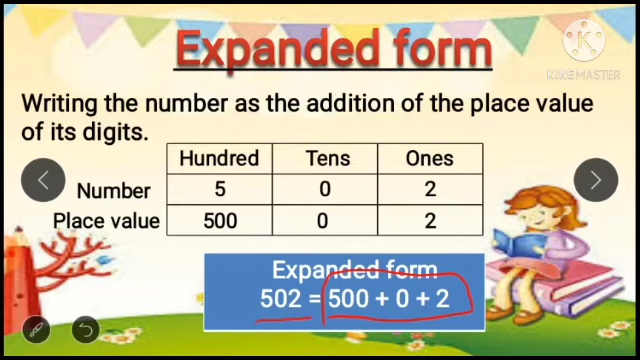 Expanded form
K
KINEMASTER
Writing the number as the addition of the place value
of its digits.
Hundred Tens Ones
Number 5 0 2
Place value 500 0 2
Expanded form
502 = 500 + 0 + 2